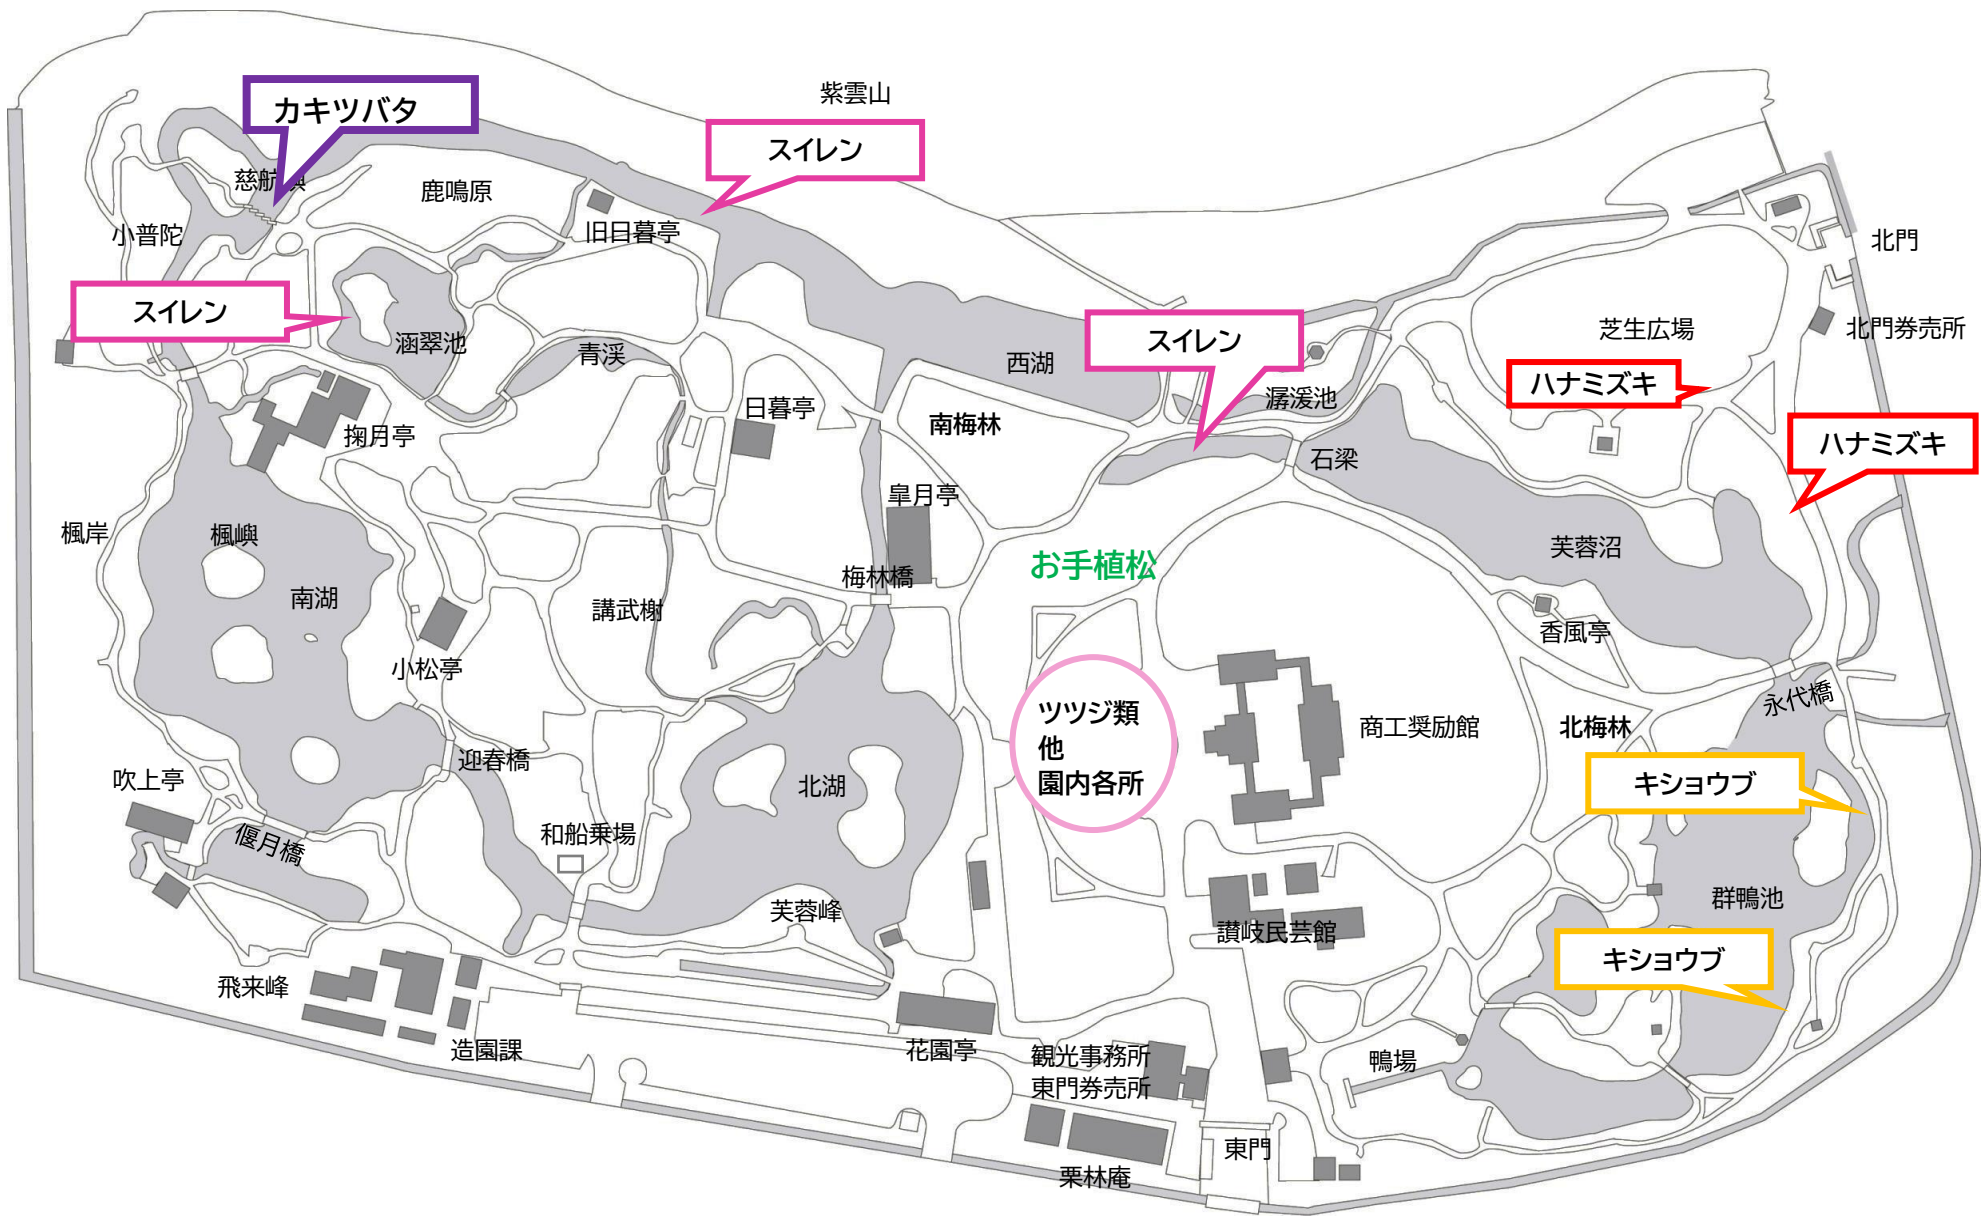 紫雲山
カキツバタ
スイレン
慈航
鹿鳴原
小普陀
旧日暮亭
北門
スイレン
涵翠池
青渓
西湖
スイレン
潺湲池
芝生広場
北門券売所
ハナミズキ
ハナミズキ
掬月亭
日暮亭
南梅林
石梁
皐月亭
楓岸
楓嶼
南湖
梅林橋
お手植松
芙蓉沼
講武榭
香風亭
小松亭
永代橋
ツツジ類
他
園内各所
商工奨励館
北梅林
迎春橋
吹上亭
北湖
キショウブ
偃月橋
和船乗場
芙蓉峰
讃岐民芸館
群鴨池
キショウブ
飛来峰
造園課
花園亭
観光事務所
東門券売所
鴨場
東門
栗林庵